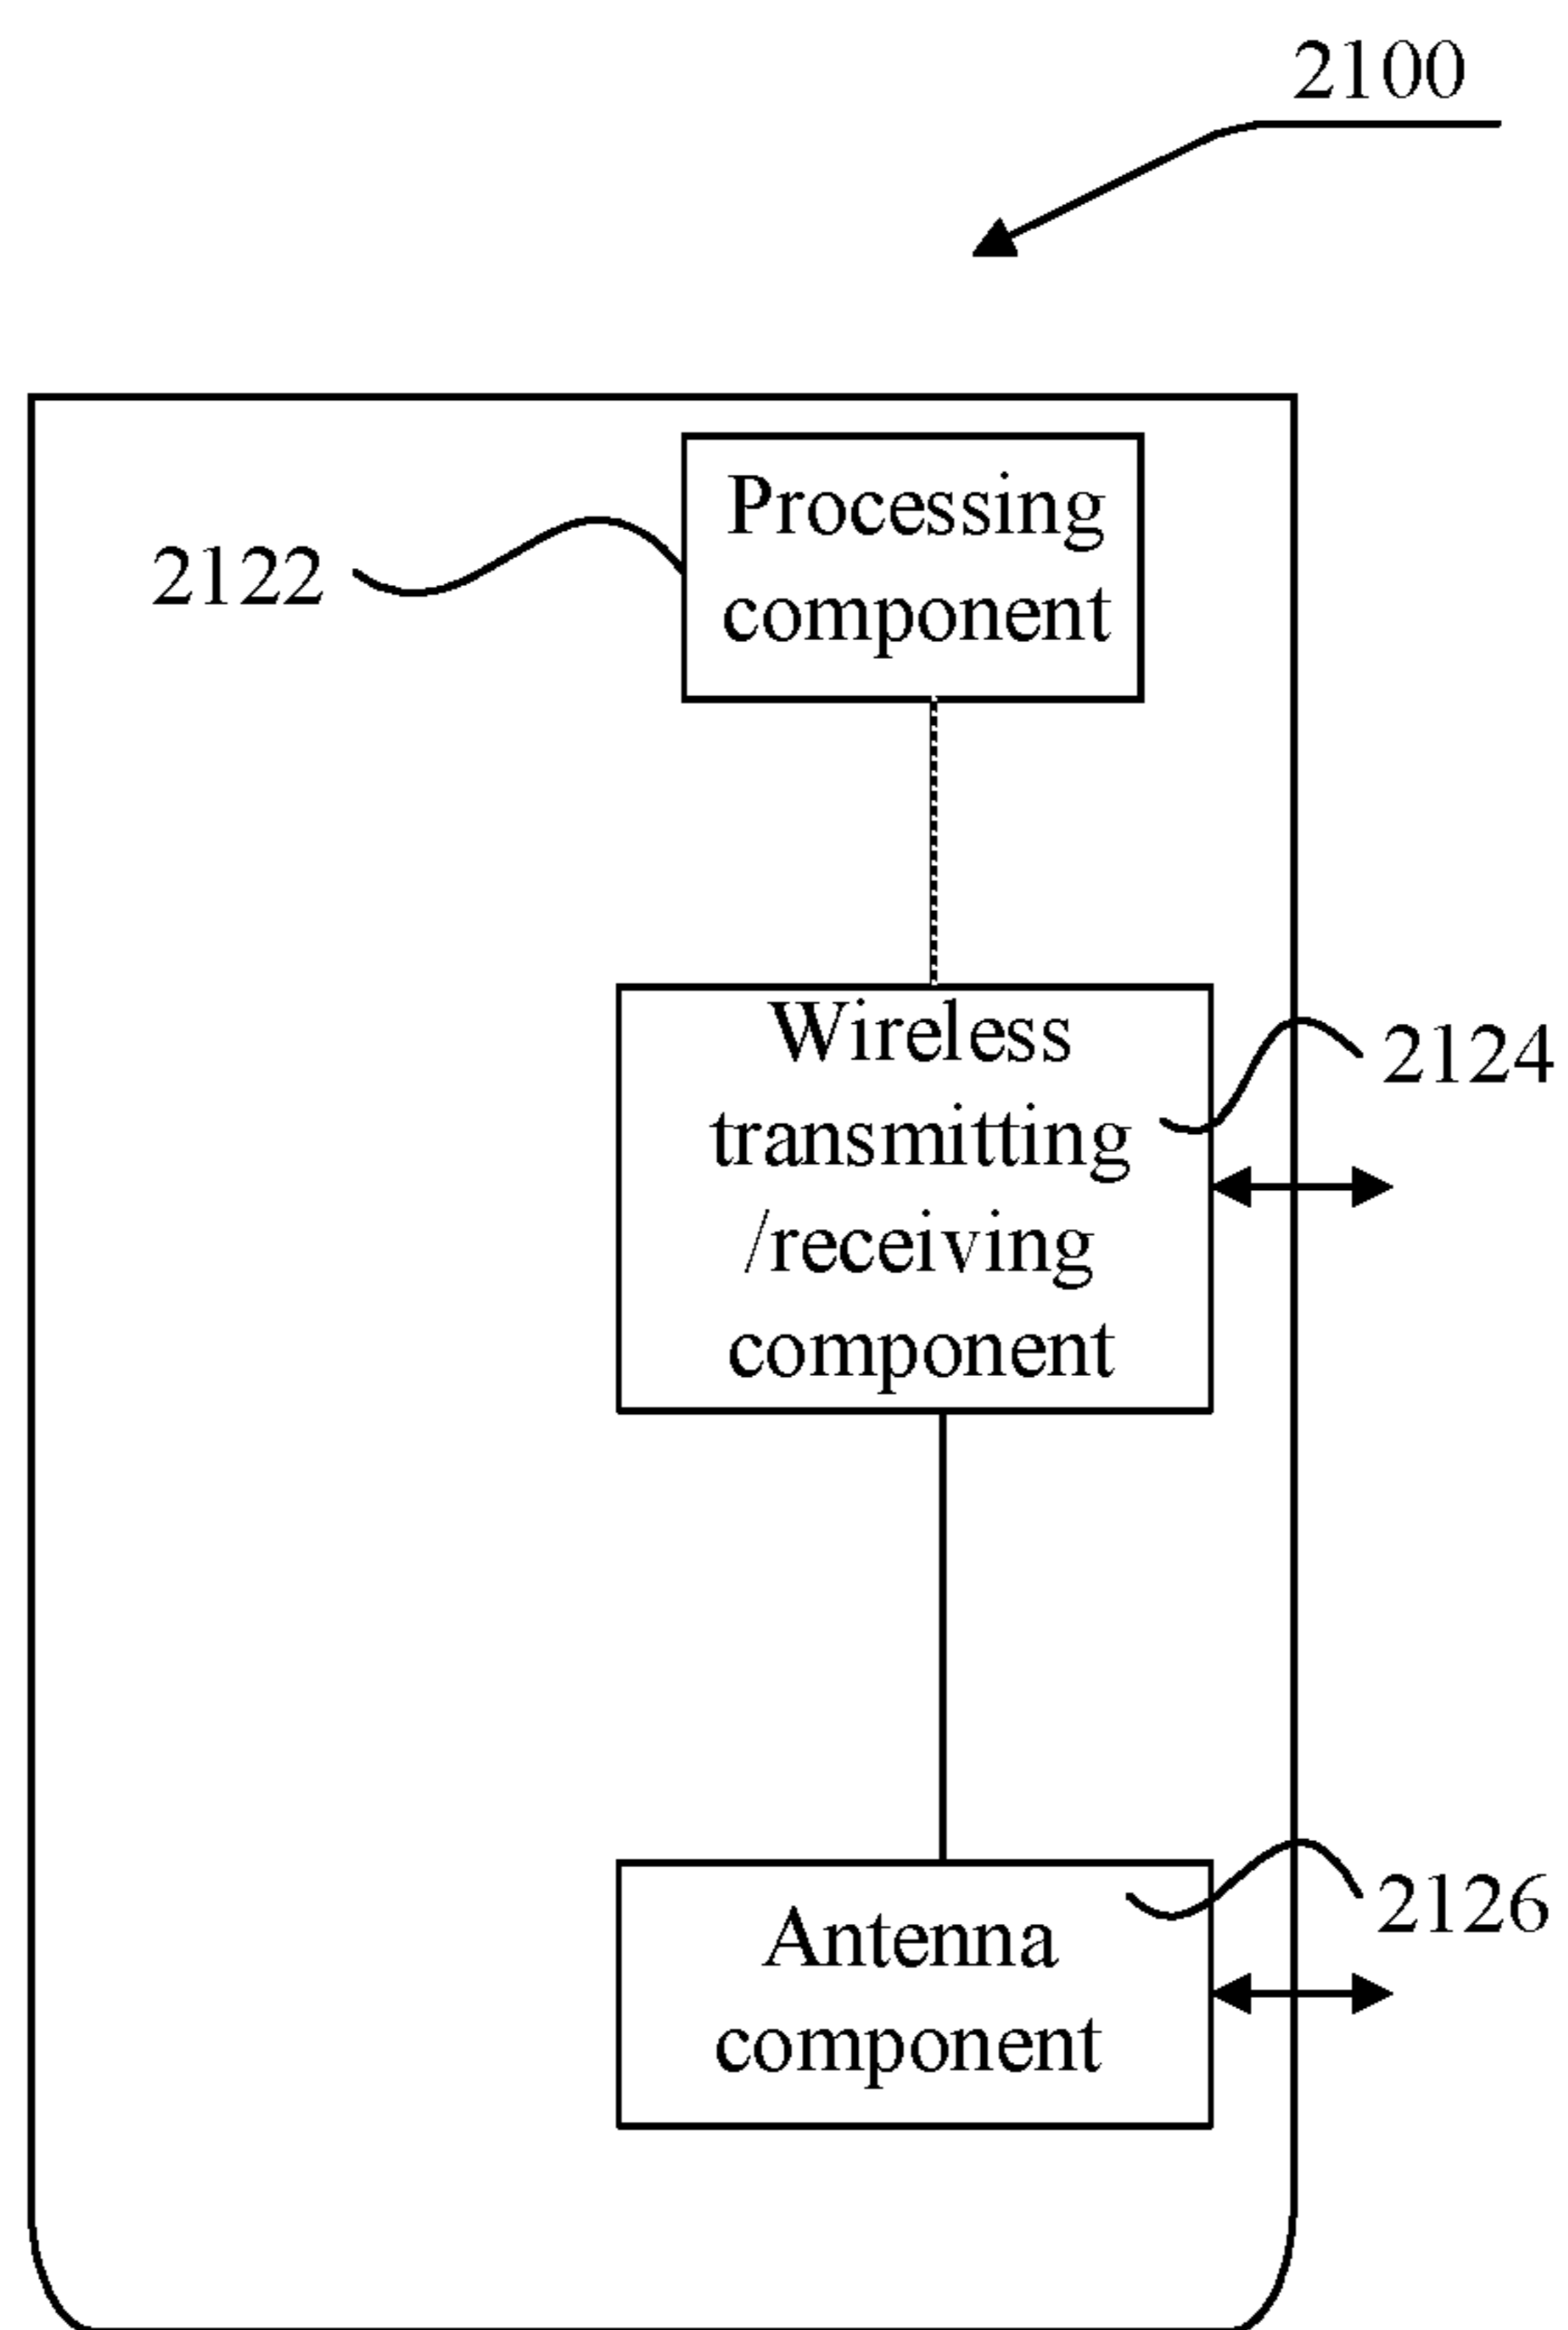 2100
Processing
component
2122
Wireless
transmitting
/receiving
component
2124
Antenna
component
2126